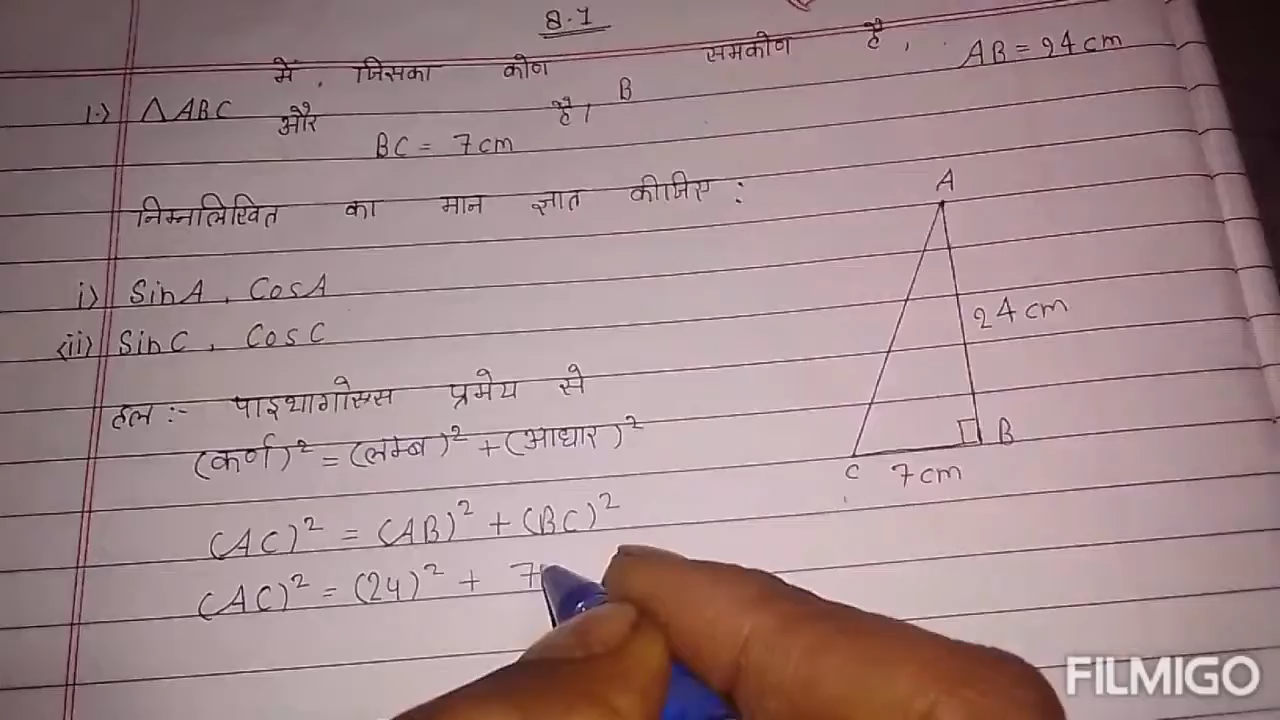 8.1
1.) △ABC में, जिसका कोण B समकोण है, AB = 24 cm
और BC = 7 cm है।
निम्नलिखित का मान ज्ञात कीजिए :
i) SinA, CosA
(ii) SinC, CosC
हल :- पाइथागोरस प्रमेय से
(कर्ण)² = (लम्ब)² + (आधार)²
(AC)² = (AB)² + (BC)²
(AC)² = (24)² + 7
A
24 cm
B
C
7 cm
FILMIGO